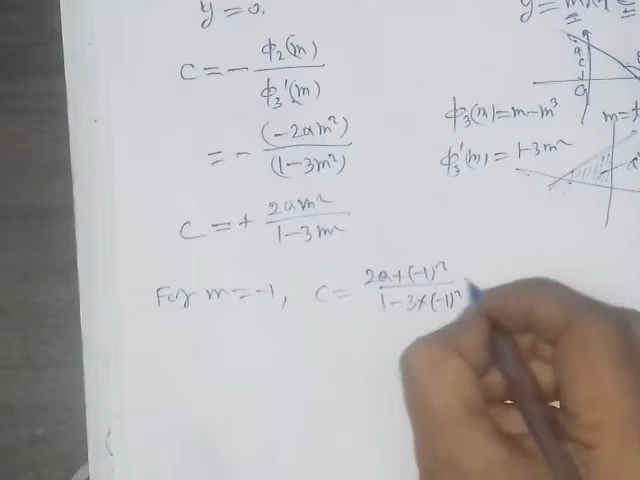 y = 0.
y = mx + c
c = - ϕ₂(m) / ϕ₃'(m)
ϕ₃(m) = m - m³
= - (-2am²) / (1-3m²)
m = ±
ϕ₃'(m) = 1-3m²
c = + 2am² / 1-3m²
For m = -1, c = 2a+(-1)² / 1-3×(-1)²